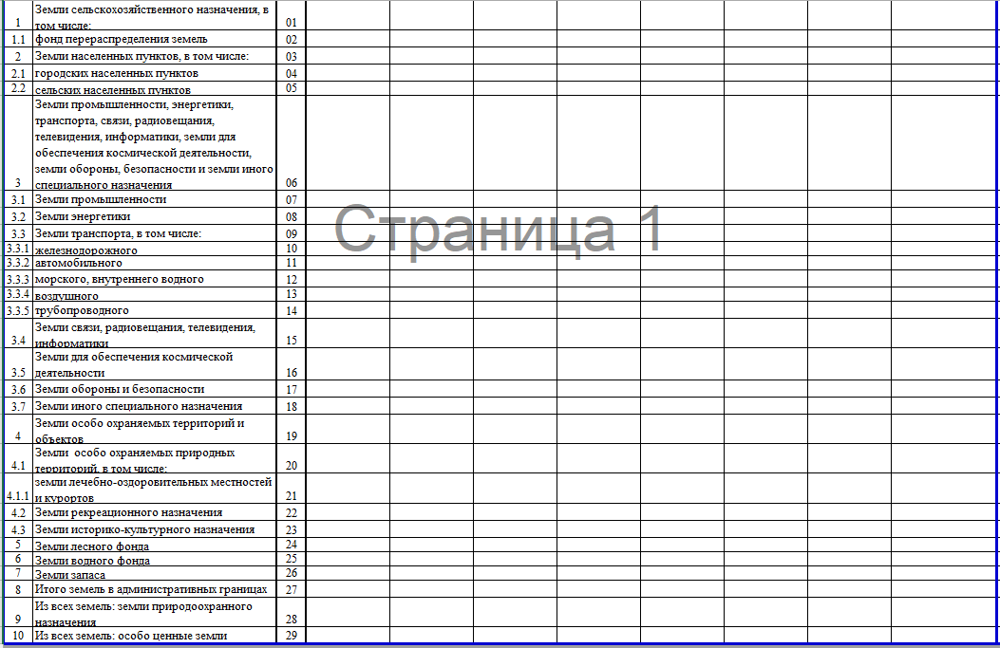 Земли сельскохозяйственного назначения, в
1 том числе: 01
1.1 фонд перераспределения земель 02
2 Земли населенных пунктов, в том числе: 03
2.1 городских населенных пунктов 04
2.2 сельских населенных пунктов 05
Земли промышленности, энергетики,
транспорта, связи, радиовещания,
телевидения, информатики, земли для
обеспечения космической деятельности,
земли обороны, безопасности и земли иного
3 специального назначения 06
3.1 Земли промышленности 07
3.2 Земли энергетики 08
3.3 Земли транспорта, в том числе: 09
Страница 1
3.3.1 железнодорожного 10
3.3.2 автомобильного 11
3.3.3 морского, внутреннего водного 12
3.3.4 воздушного 13
3.3.5 трубопроводного 14
Земли связи, радиовещания, телевидения,
3.4 информатики 15
Земли для обеспечения космической
3.5 деятельности 16
3.6 Земли обороны и безопасности 17
3.7 Земли иного специального назначения 18
Земли особо охраняемых территорий и
4 объектов 19
Земли особо охраняемых природных
4.1 территорий, в том числе: 20
земли лечебно-оздоровительных местностей
4.1.1 и курортов 21
4.2 Земли рекреационного назначения 22
4.3 Земли историко-культурного назначения 23
5 Земли лесного фонда 24
6 Земли водного фонда 25
7 Земли запаса 26
8 Итого земель в административных границах 27
Из всех земель: земли природоохранного
9 назначения 28
10 Из всех земель: особо ценные земли 29